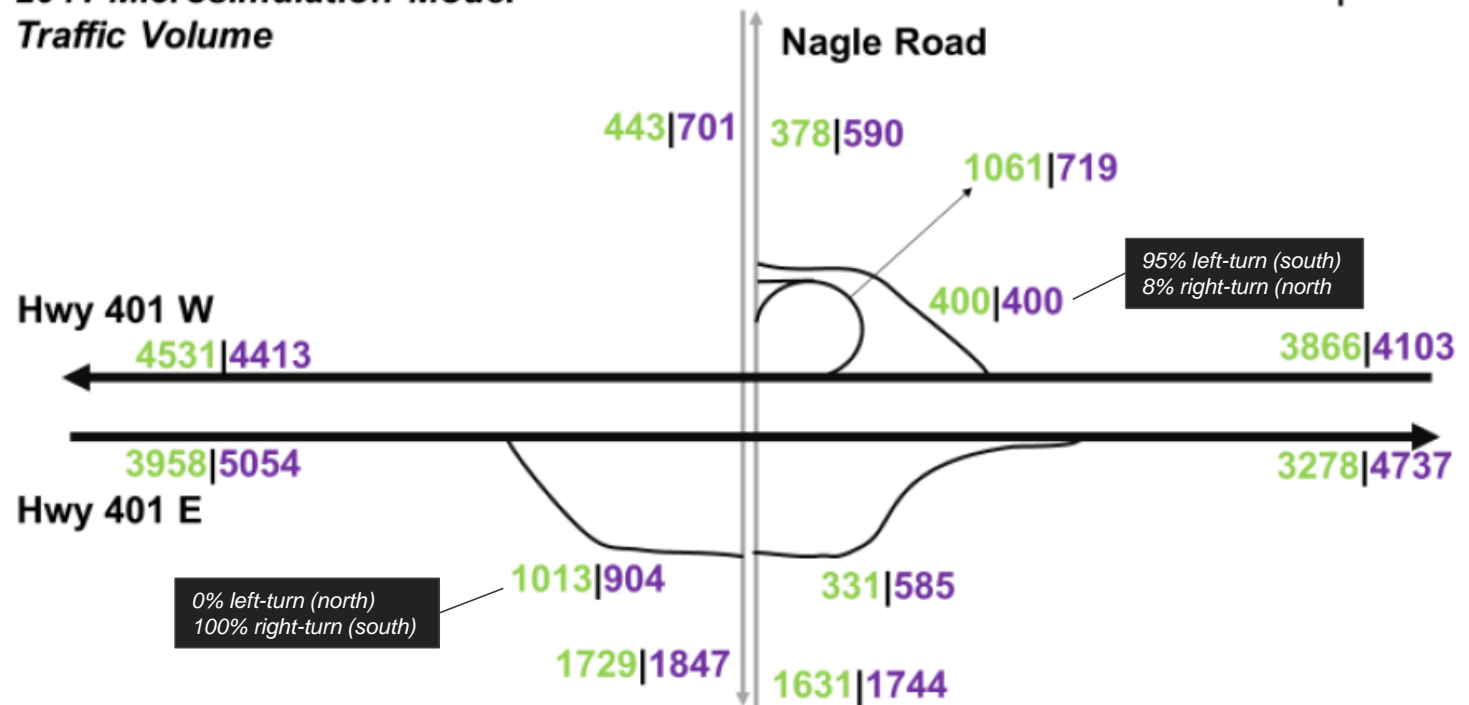 Traffic Volume
Nagle Road
443|701
378|590
1061|719
95% left-turn (south)
8% right-turn (north
400|400
Hwy 401 W
4531|4413
3866|4103
3958|5054
3278|4737
Hwy 401 E
1013|904
331|585
0% left-turn (north)
100% right-turn (south)
1729|1847
1631|1744